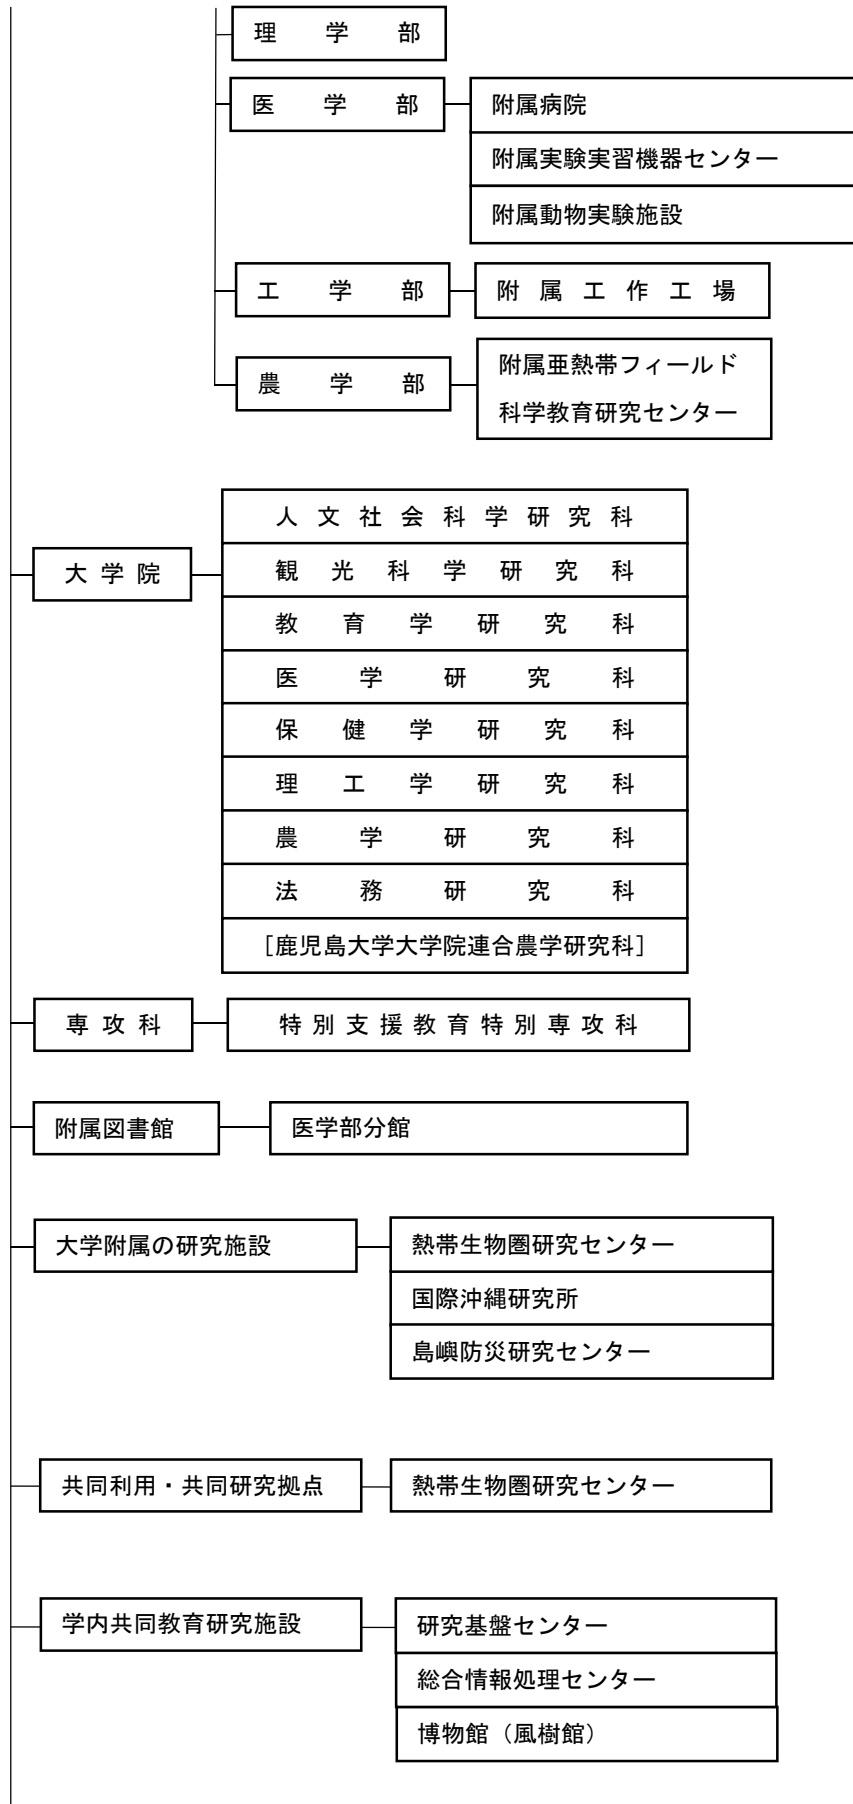 理学部
医学部
附属病院
附属実験実習機器センター
附属動物実験施設
工学部
附属工作工場
農学部
附属亜熱帯フィールド
科学教育研究センター
大学院
人文社会科学研究科
観光科学研究科
教育学研究科
医学研究科
保健学研究科
理工学研究科
農学研究科
法務研究科
［鹿児島大学大学院連合農学研究科］
専攻科
特別支援教育特別専攻科
附属図書館
医学部分館
大学附属の研究施設
熱帯生物圏研究センター
国際沖縄研究所
島嶼防災研究センター
共同利用・共同研究拠点
熱帯生物圏研究センター
学内共同教育研究施設
研究基盤センター
総合情報処理センター
博物館（風樹館）